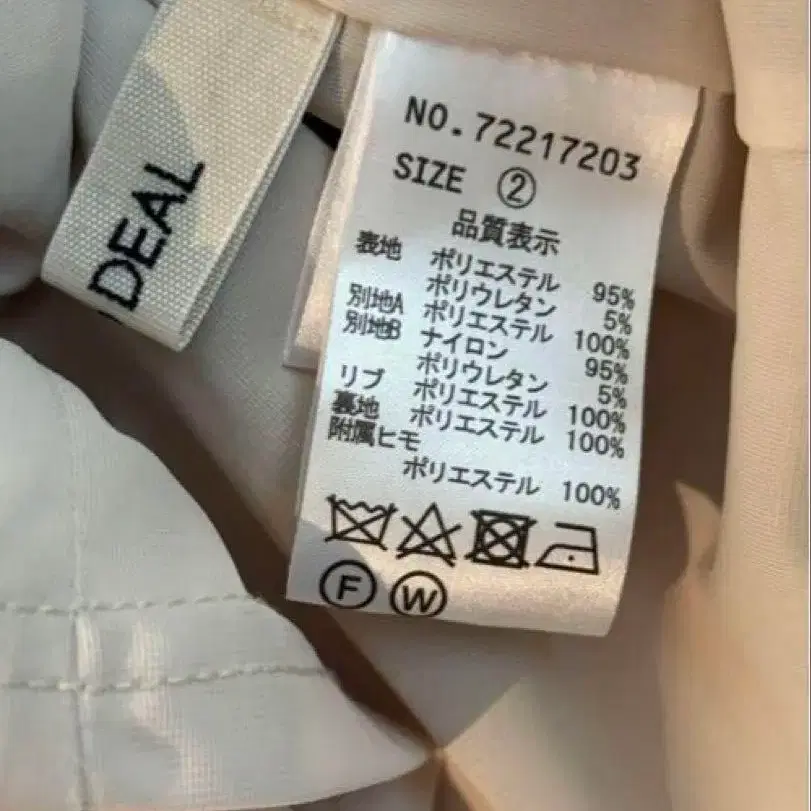 DEAL
NO.72217203
SIZE ②
品質表示
表地 ポリエステル 95%
ポリウレタン 5%
別地A ポリエステル 100%
別地B ナイロン 95%
ポリウレタン 5%
リブ ポリエステル 100%
裏地 ポリエステル 100%
附属ヒモ
ポリエステル 100%
F W